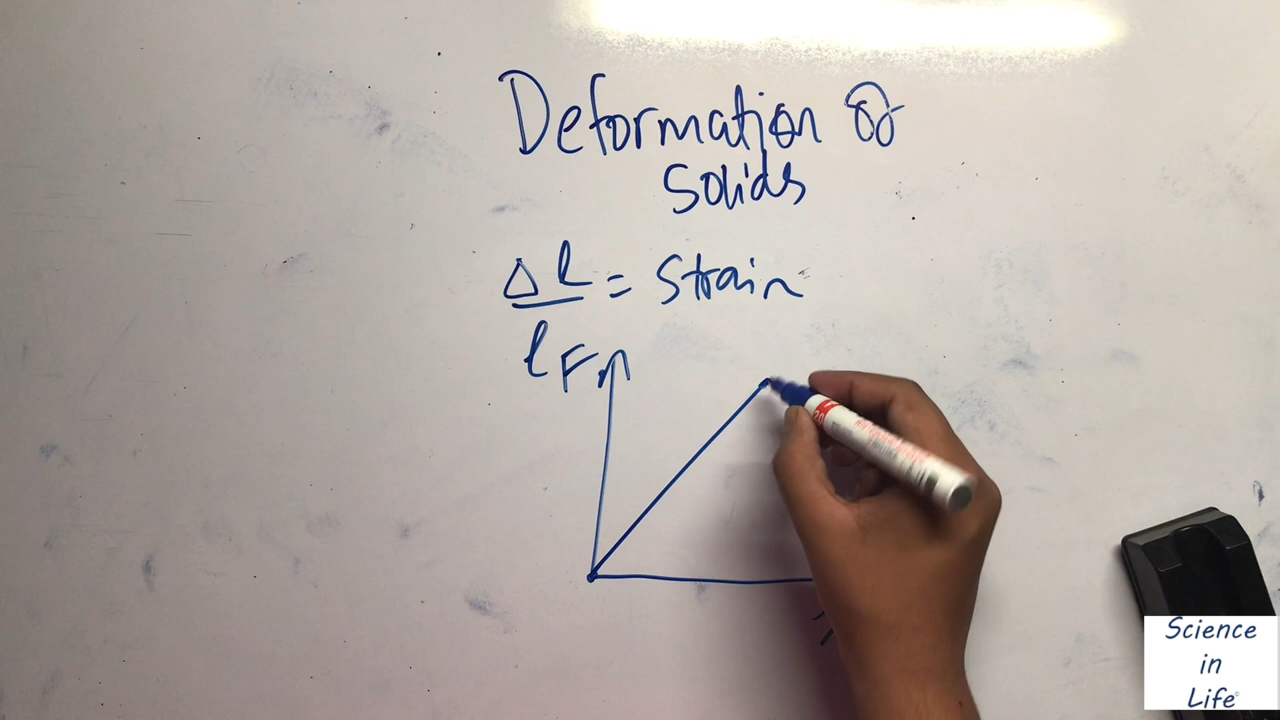 Deformation of
Solids
Δl = Strain
l
F
Science
in
Life